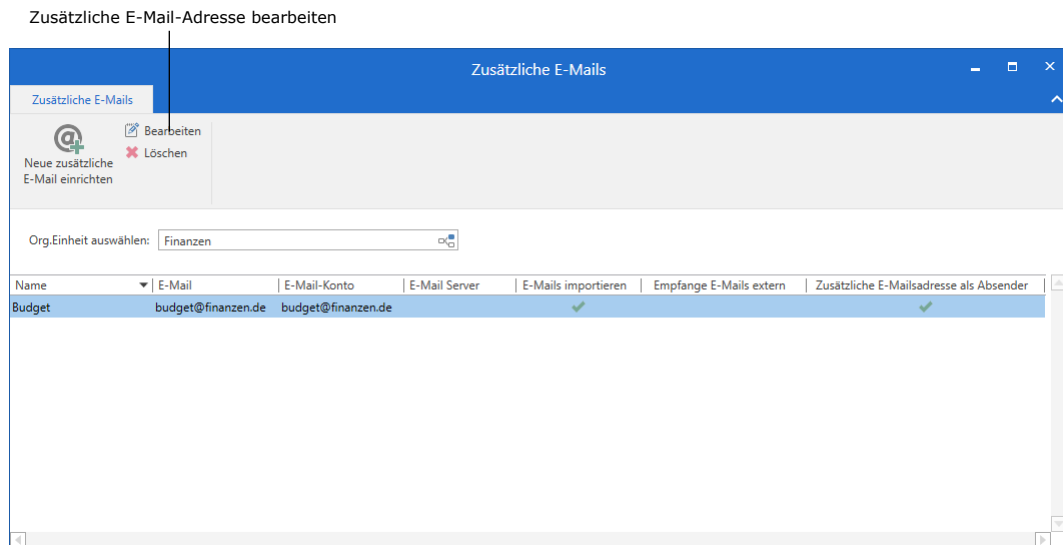 Zusätzliche E-Mail-Adresse bearbeiten
Zusätzliche E-Mails
Zusätzliche E-Mails
Neue zusätzliche
E-Mail einrichten
Bearbeiten
Löschen
Org.Einheit auswählen: Finanzen
Name E-Mail E-Mail-Konto E-Mail Server E-Mails importieren Empfange E-Mails extern Zusätzliche E-Mailsadresse als Absender
Budget budget@finanzen.de budget@finanzen.de